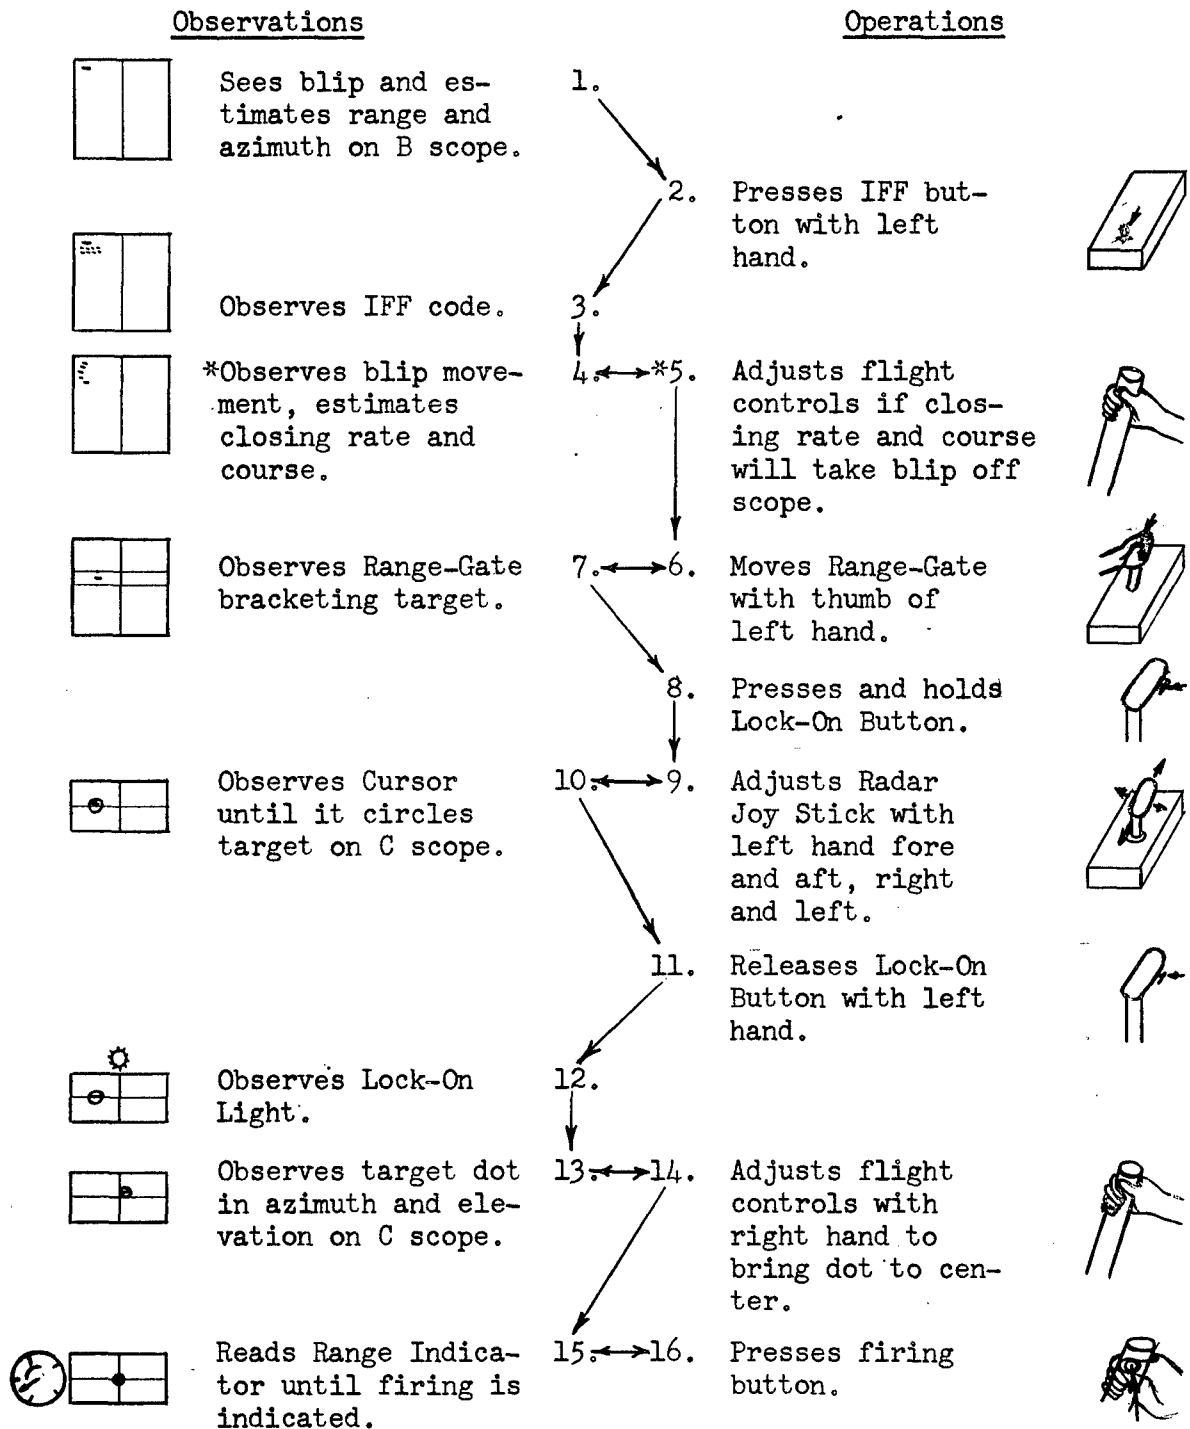 Observations
Operations
Sees blip and es-
timates range and
azimuth on B scope.
1.
2.
Presses IFF but-
ton with left
hand.
Observes IFF code.
3.
*Observes blip move-
ment, estimates
closing rate and
course.
4.
*5.
Adjusts flight
controls if clos-
ing rate and course
will take blip off
scope.
Observes Range-Gate
bracketing target.
7.
6.
Moves Range-Gate
with thumb of
left hand.
8.
Presses and holds
Lock-On Button.
Observes Cursor
until it circles
target on C scope.
10.
9.
Adjusts Radar
Joy Stick with
left hand fore
and aft, right
and left.
11.
Releases Lock-On
Button with left
hand.
Observes Lock-On
Light.
12.
Observes target dot
in azimuth and ele-
vation on C scope.
13.
14.
Adjusts flight
controls with
right hand to
bring dot to cen-
ter.
Reads Range Indica-
tor until firing is
indicated.
15.
16.
Presses firing
button.